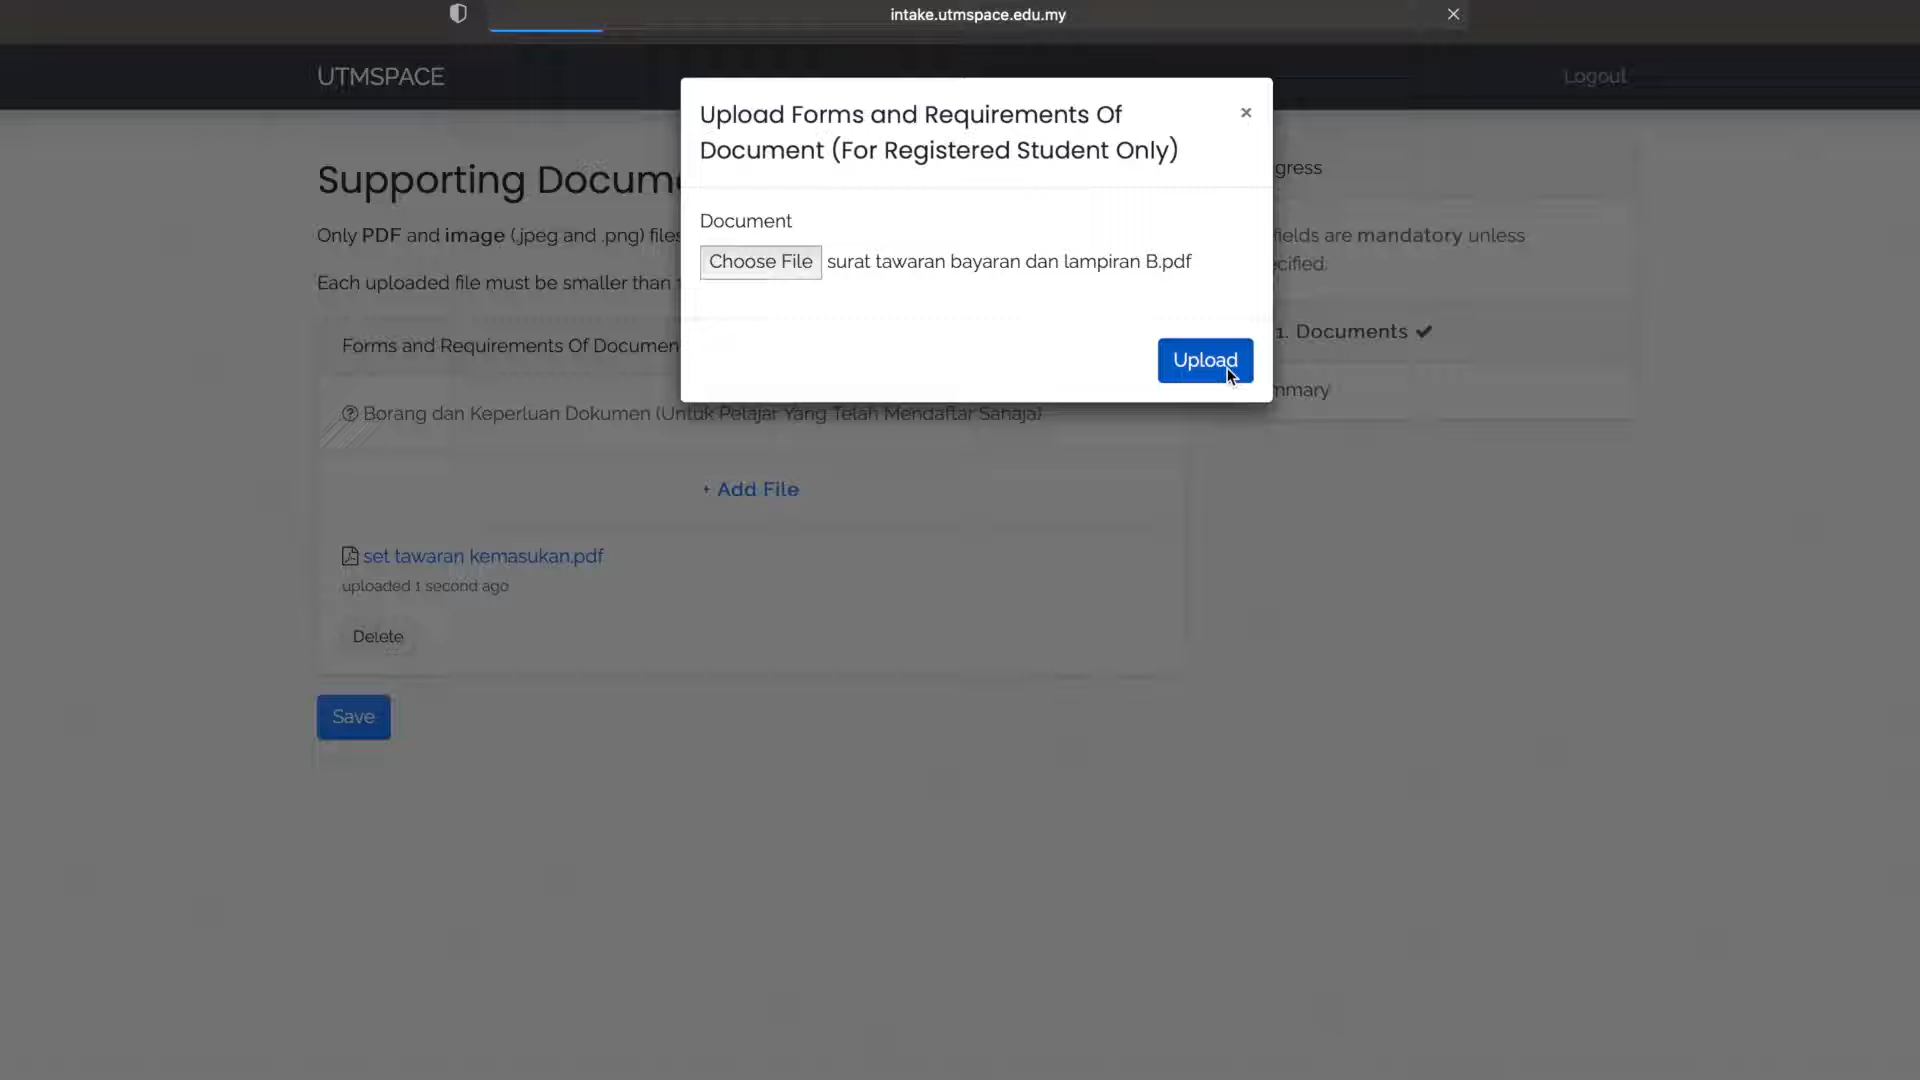 intake.utmspace.edu.my
UTMSPACE
Logout
Upload Forms and Requirements Of
Document (For Registered Student Only)
×
Document
Choose File surat tawaran bayaran dan lampiran B.pdf
Upload
Supporting Docume
Only PDF and image (.jpeg and .png) files
Each uploaded file must be smaller than
Forms and Requirements Of Documen
Borang dan Keperluan Dokumen (Untuk Pelajar Yang Telah Mendaftar Sahaja)
+ Add File
set tawaran kemasukan.pdf
uploaded 1 second ago
Delete
Save
gress
fields are mandatory unless
cified.
1. Documents
mmary